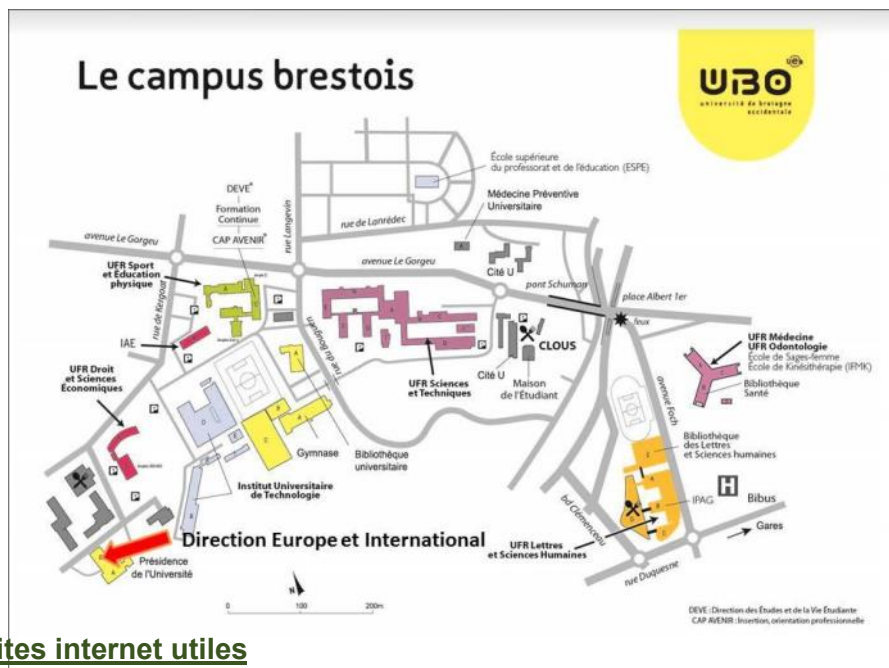 Le campus brestois
UBO
université de bretagne
occidentale
École supérieure
du professorat et de l'éducation (ESPE)
DEVE*
Formation
Continue
CAP AVENIR*
Médecine Préventive
Universitaire
rue Langevin
rue de Lanrédec
avenue Le Gorgeu
avenue Le Gorgeu
Cité U
pont Schuman
place Albert 1er
feux
UFR Sport
et Éducation
physique
rue de Kergoat
IAE
UFR Droit
et Sciences
Économiques
rue du Bouguen
UFR Sciences
et Techniques
CLOUS
Cité U
Maison
de l'Étudiant
UFR Médecine
UFR Odontologie
École de Sages-femme
École de Kinésithérapie (IFMK)
Bibliothèque
Santé
avenue Foch
Gymnase
Bibliothèque
universitaire
Bibliothèque
des Lettres
et Sciences humaines
Institut Universitaire
de Technologie
IPAG
H
Bibus
Gares
bd Clémenceau
Direction Europe et International
UFR Lettres
et Sciences Humaines
Présidence
de l'Université
rue Duquesne
N
0 100 200m
DEVE : Direction des Études et de la Vie Étudiante
CAP AVENIR : Insertion, orientation professionnelle
ites internet utiles